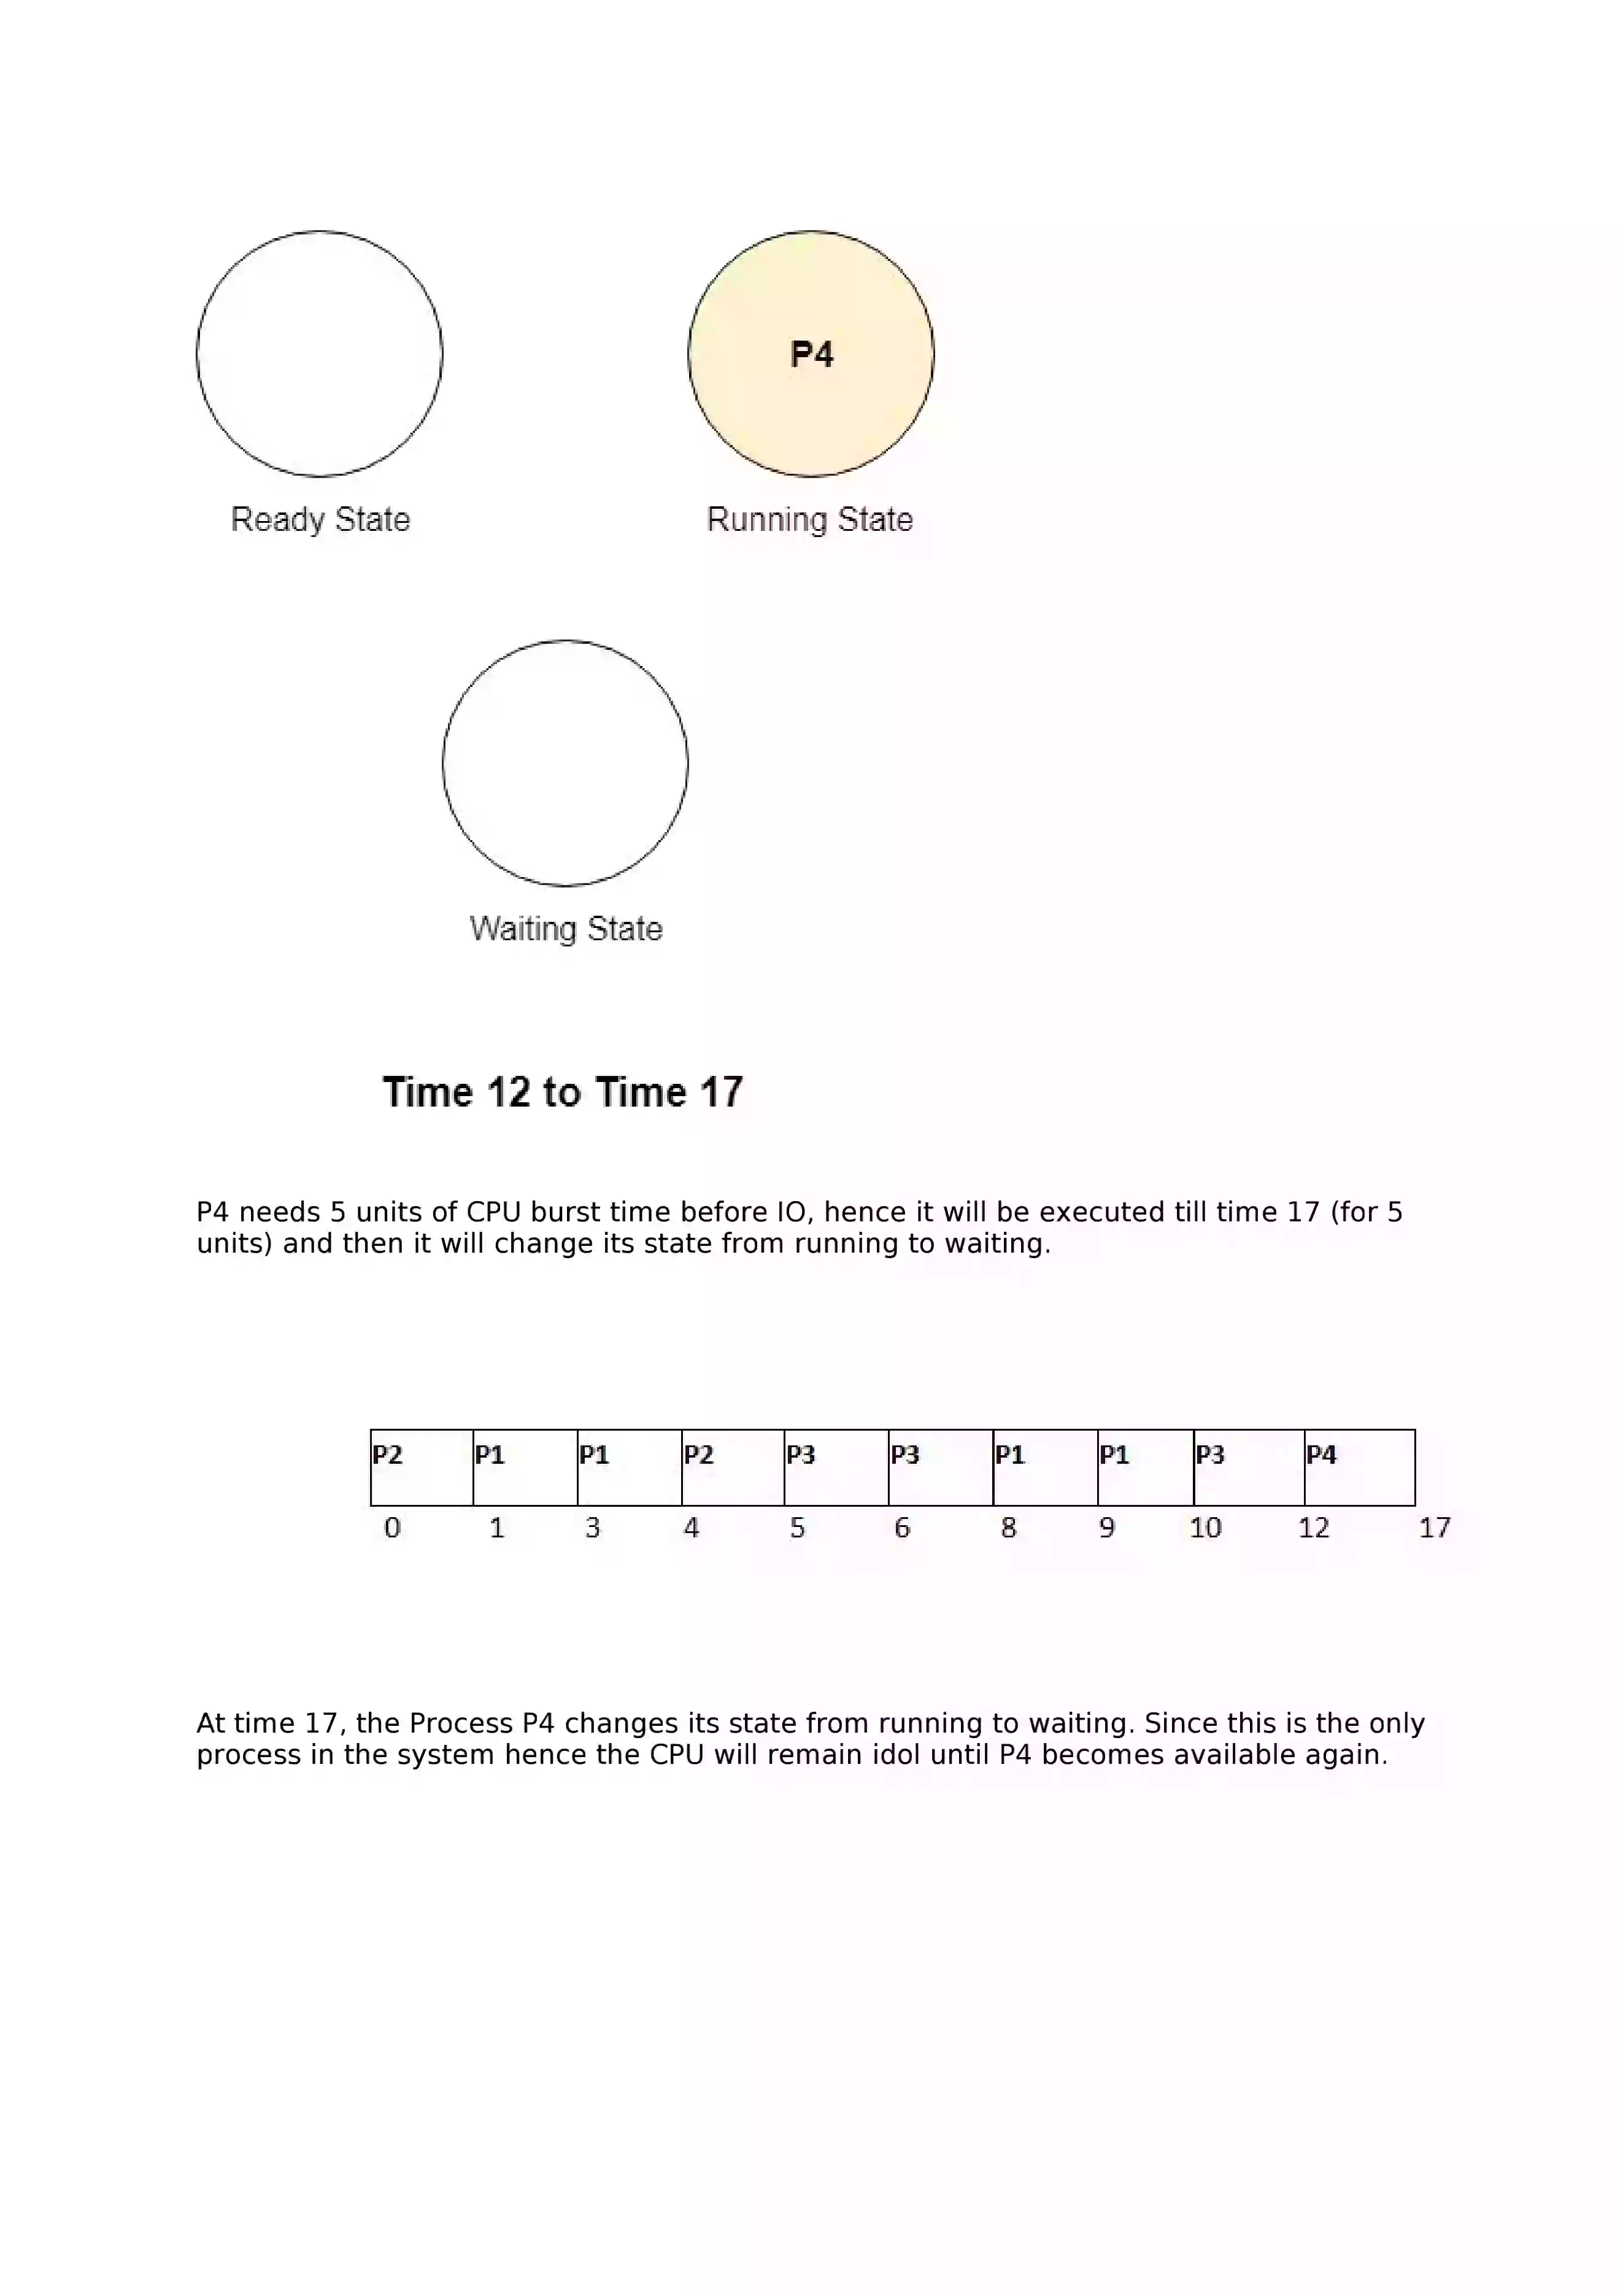 P4
Ready State
Running State
Waiting State
Time 12 to Time 17
P4 needs 5 units of CPU burst time before IO, hence it will be executed till time 17 (for 5
units) and then it will change its state from running to waiting.
P2 P1 P1 P2 P3 P3 P1 P1 P3 P4
0 1 3 4 5 6 8 9 10 12 17
At time 17, the Process P4 changes its state from running to waiting. Since this is the only
process in the system hence the CPU will remain idol until P4 becomes available again.